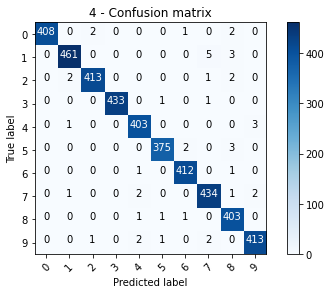 4 - Confusion matrix
0 408 0 2 0 0 0 1 0 2 0
1 0 461 0 0 0 0 0 5 3 0
2 0 2 413 0 0 0 0 1 2 0
3 0 0 0 433 0 1 0 1 0 0
4 0 1 0 0 403 0 0 0 0 3
5 0 0 0 0 0 375 2 0 3 0
6 0 0 0 0 1 0 412 0 1 0
7 0 1 0 0 2 0 0 434 1 2
8 0 0 0 0 1 1 1 0 403 0
9 0 0 1 0 2 1 0 2 0 413
0 1 2 3 4 5 6 7 8 9
True label
Predicted label
400
300
200
100
0